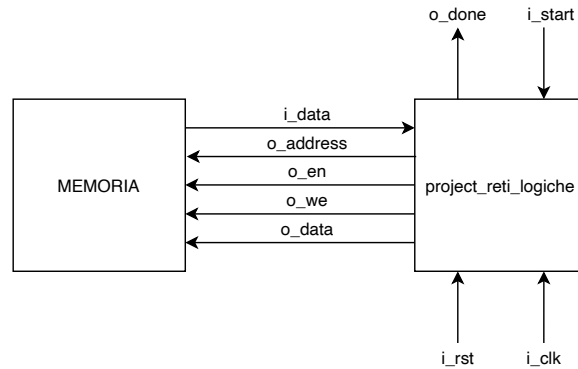 o_done
i_start
i_data
o_address
MEMORIA
o_en
project_reti_logiche
o_we
o_data
i_rst
i_clk